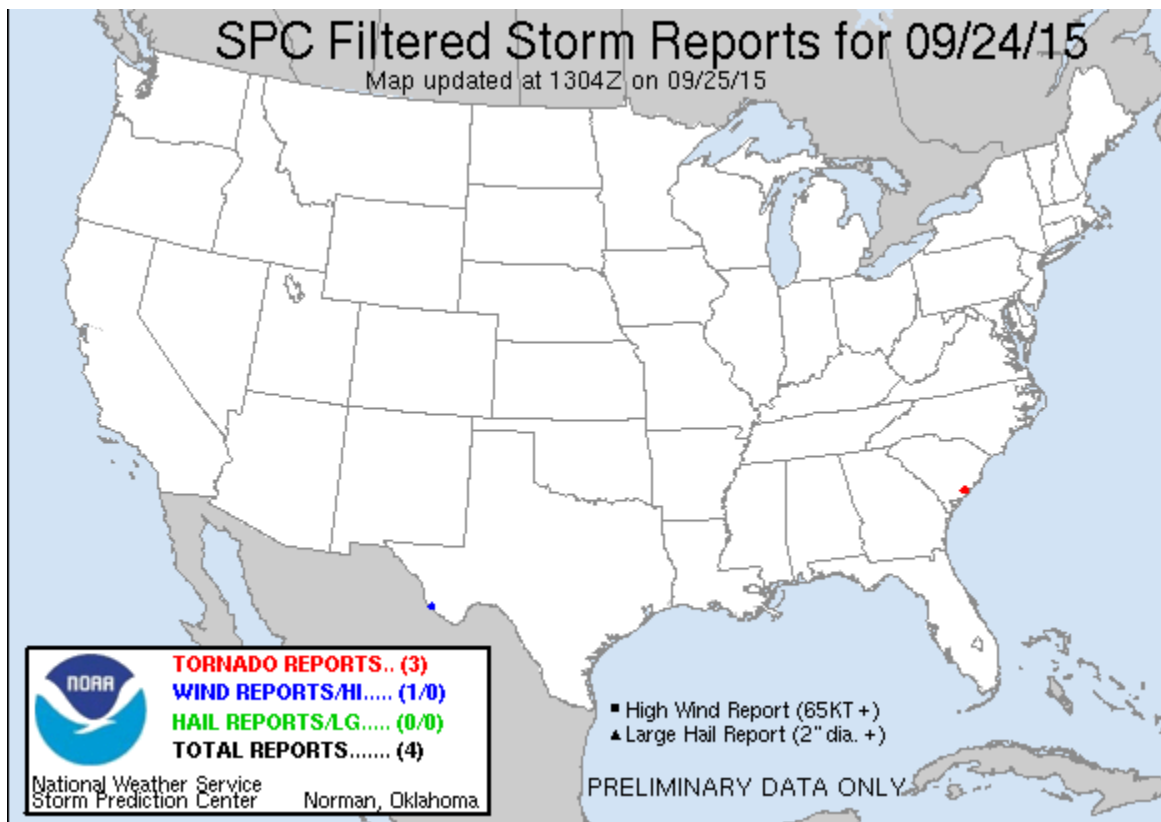 SPC Filtered Storm Reports for 09/24/15
Map updated at 1304Z on 09/25/15
NOAA
TORNADO REPORTS.. (3)
WIND REPORTS/HI..... (1/0)
HAIL REPORTS/LG..... (0/0)
TOTAL REPORTS....... (4)
National Weather Service
Storm Prediction Center Norman, Oklahoma
High Wind Report (65KT +)
Large Hail Report (2" dia. +)
PRELIMINARY DATA ONLY